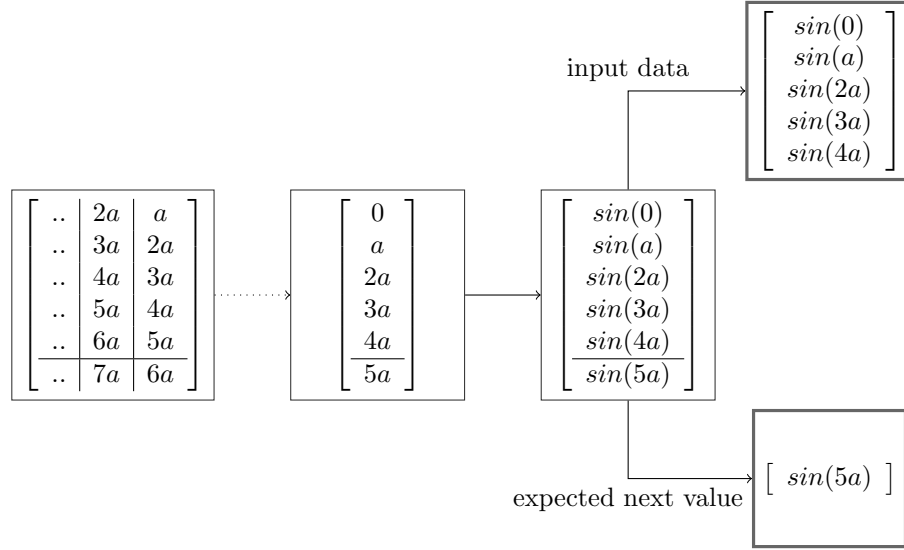 sin(0)
sin(a)
sin(2a)
sin(3a)
sin(4a)
input data
.. 2a a
.. 3a 2a
.. 4a 3a
.. 5a 4a
.. 6a 5a
.. 7a 6a
0
a
2a
3a
4a
5a
sin(0)
sin(a)
sin(2a)
sin(3a)
sin(4a)
sin(5a)
expected next value
[ sin(5a) ]